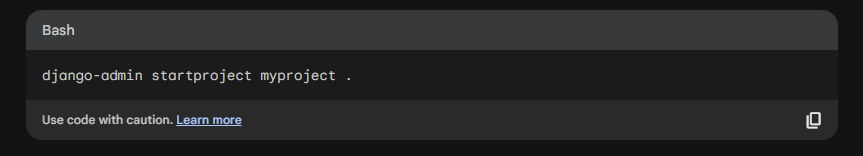 Bash
django-admin startproject myproject .
Use code with caution. Learn more